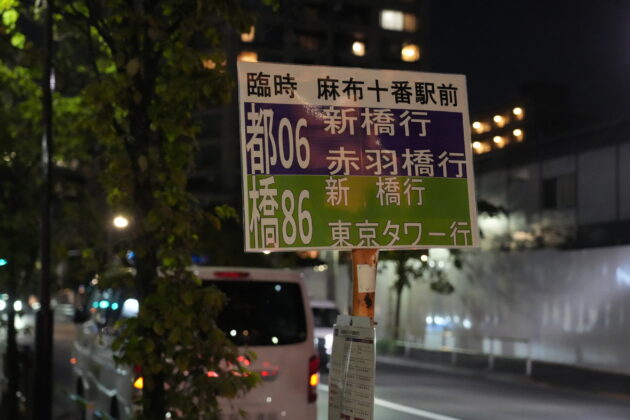 臨時 麻布十番駅前
都06 新橋行
赤羽橋行
橋86 新橋行
東京タワー行